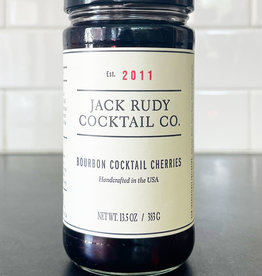 Est. 2011
JACK RUDY
COCKTAIL CO.
BOURBON COCKTAIL CHERRIES
Handcrafted in the USA
NET WT. 13.5 OZ / 383 G